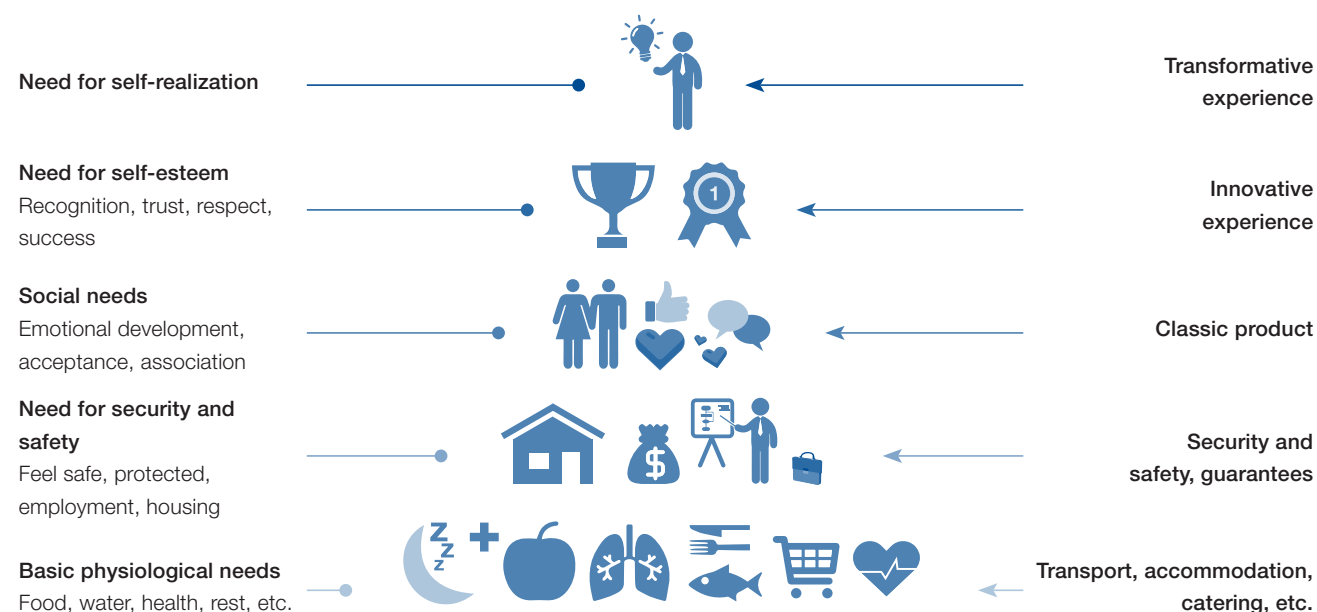 Need for self-realization
Transformative
experience
Need for self-esteem
Recognition, trust, respect,
success
1
Innovative
experience
Social needs
Emotional development,
acceptance, association
Classic product
Need for security and
safety
Feel safe, protected,
employment, housing
$
Security and
safety, guarantees
Z
Z
Z
Basic physiological needs
Food, water, health, rest, etc.
Transport, accommodation,
catering, etc.